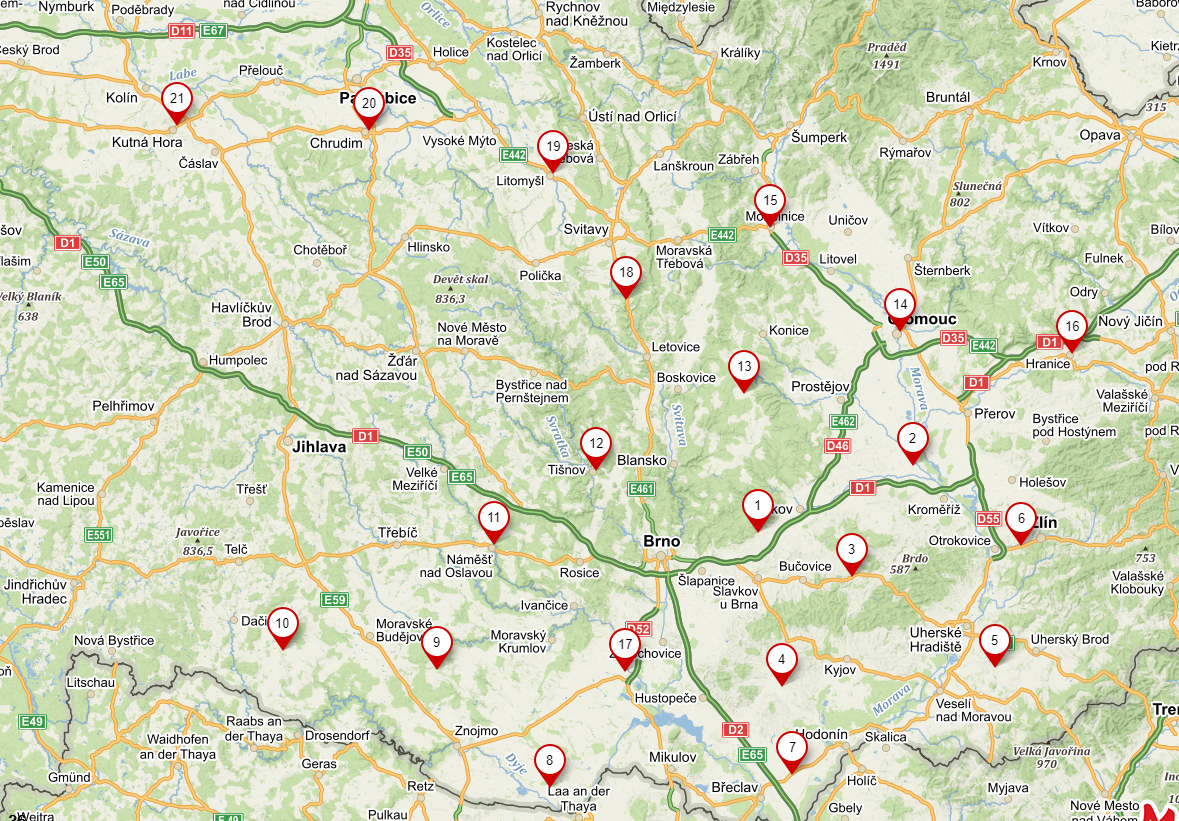 Nymburk
Poděbrady
nad Cidlinou
Orlice
Rychnov
nad Kněžnou
Międzylesie
D11
E67
Český Brod
Labe
Přelouč
D35
Holice
Kostelec
nad Orlicí
Žamberk
Králíky
Praděd
1491
Krnov
Kolín
21
20
Kutná Hora
Chrudim
Čáslav
Vysoké Mýto
Ústí nad Orlicí
19
E442
Litomyšl
Lanškroun
Zábřeh
Šumperk
Bruntál
Rýmařov
Opava
315
Slunečná
802
15
Uničov
Vítkov
Sázava
D1
E50
E65
Chotěboř
Hlinsko
Svitavy
E442
Moravská
Třebová
D35
Litovel
Šternberk
Fulnek
Velký Blaník
638
Devět skal
836,3
Polička
18
Odry
Havlíčkův
Brod
Nové Město
na Moravě
Letovice
Konice
14
D35
E442
16
D1
Nový Jičín
Hranice
Humpolec
Žďár
nad Sázavou
Bystřice nad
Pernštejnem
Boskovice
13
Prostějov
Morava
D1
Přerov
Valašské
Meziříčí
Pelhřimov
Jihlava
D1
E50
E65
Svratka
Svitava
12
Tišnov
Blansko
E461
E462
D46
2
D1
Bystřice
pod Hostýnem
Holešov
Kamenice
nad Lipou
Třešť
Velké
Meziříčí
1
Kroměříž
D55
6
Otrokovice
E551
Javořice
836,5
Telč
Třebíč
11
Náměšť
nad Oslavou
Rosice
Brno
Šlapanice
Slavkov
u Brna
Bučovice
3
Brdo
587
753
Valašské
Klobouky
Jindřichův
Hradec
E59
Ivančice
10
Moravské
9
Moravský
Krumlov
D52
17
4
Kyjov
Uherské
Hradiště
5
Uherský Brod
Nová Bystřice
Litschau
Hustopeče
Morava
Veselí
nad Moravou
E49
Waidhofen
an der Thaya
Raabs an
der Thaya
Drosendorf
Geras
Znojmo
Dyje
8
Laa an der
Thaya
Mikulov
D2
E65
7
Hodonín
Skalica
Velká Javořina
970
Gmünd
Retz
Pulkau
Břeclav
Holíč
Gbely
Myjava
Nové Mesto
nad Váhom
E49